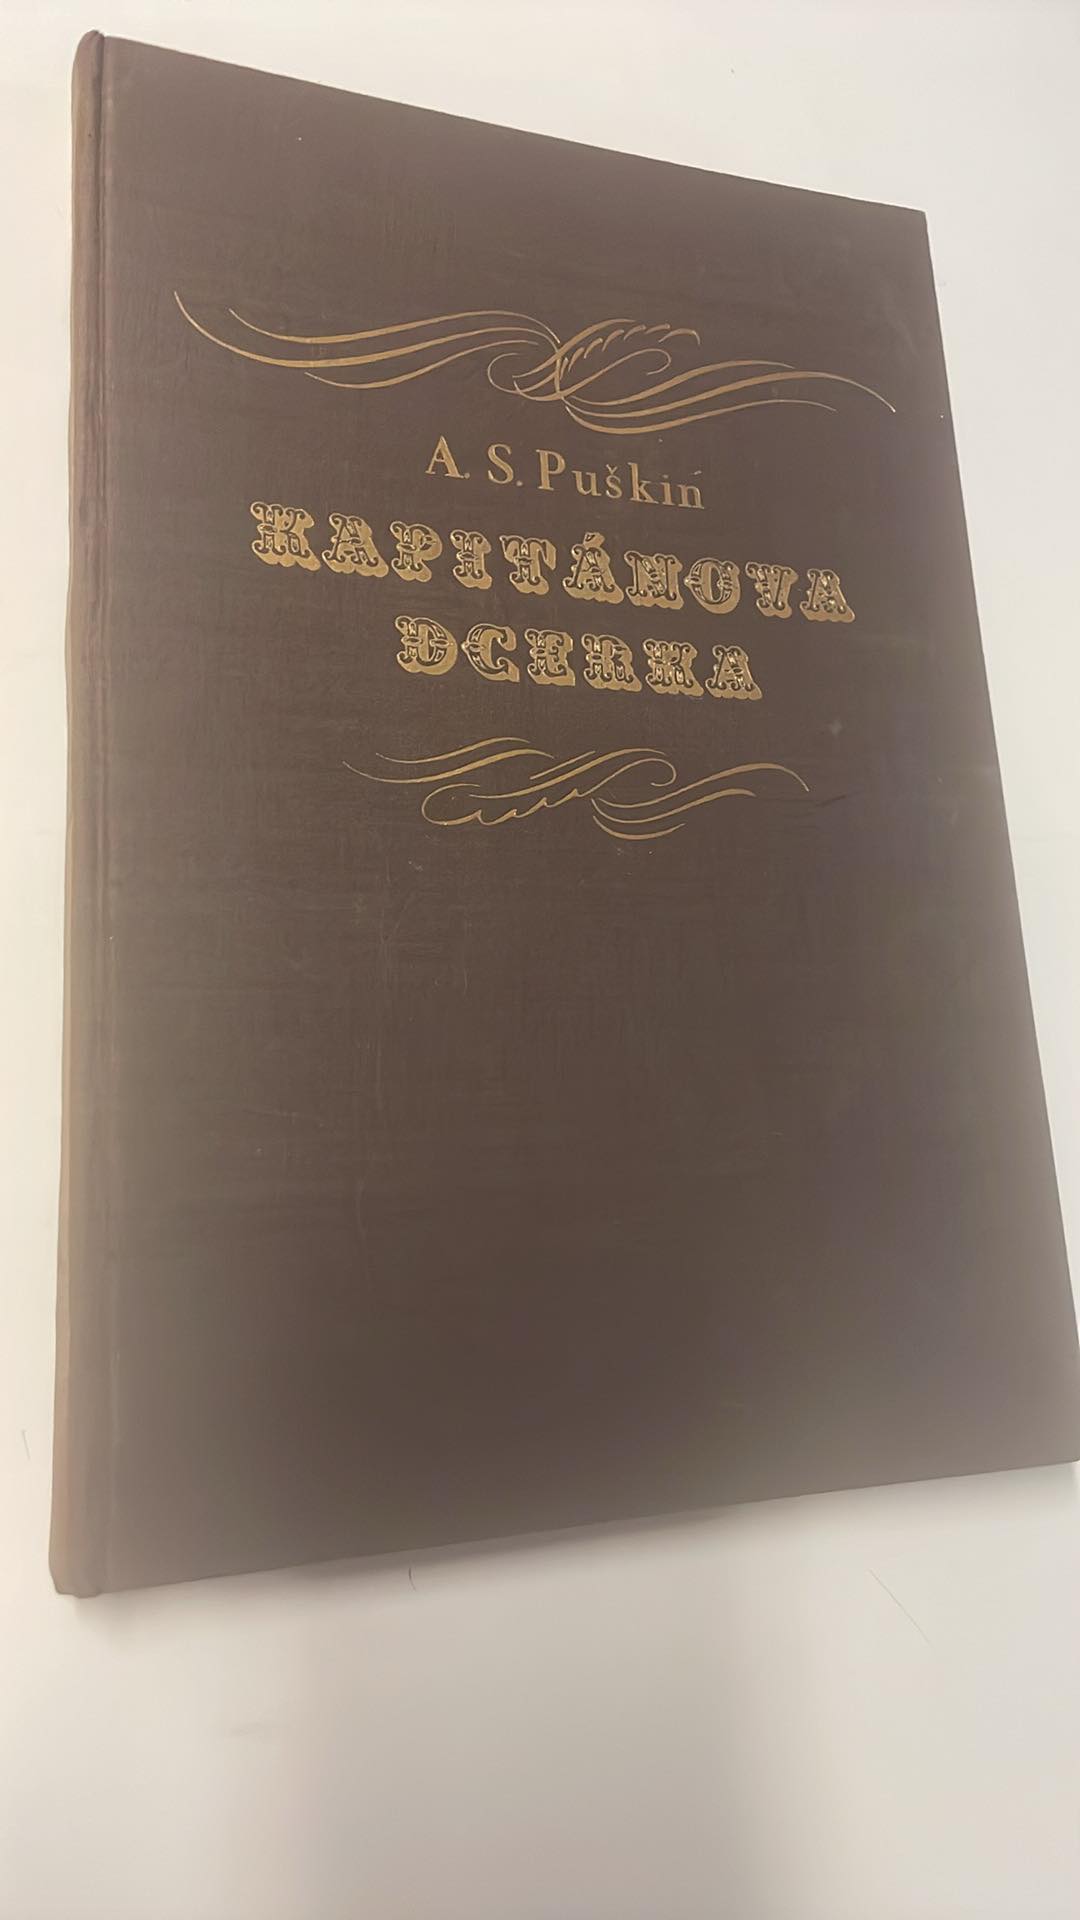 A. S. Puškin
KAPITÁNOVA
DCERKA